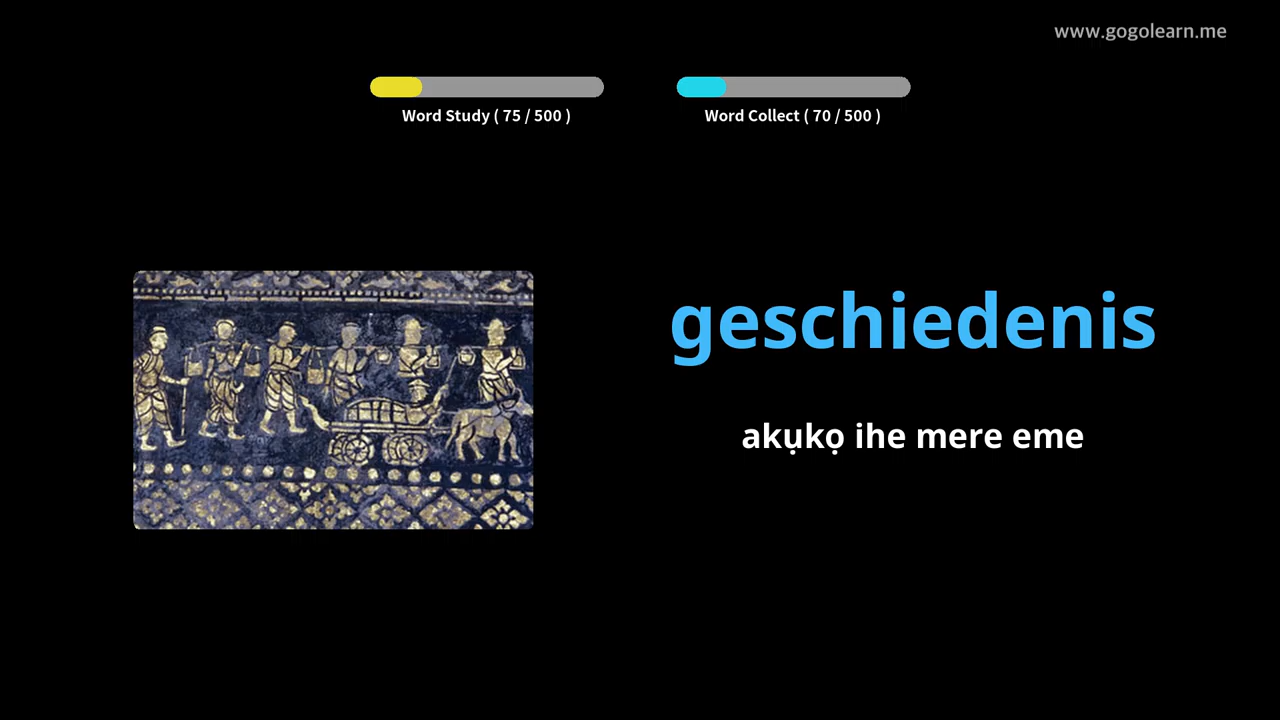 www.gogolearn.me
Word Study ( 75 / 500 )
Word Collect ( 70 / 500 )
geschiedenis
akụkọ ihe mere eme